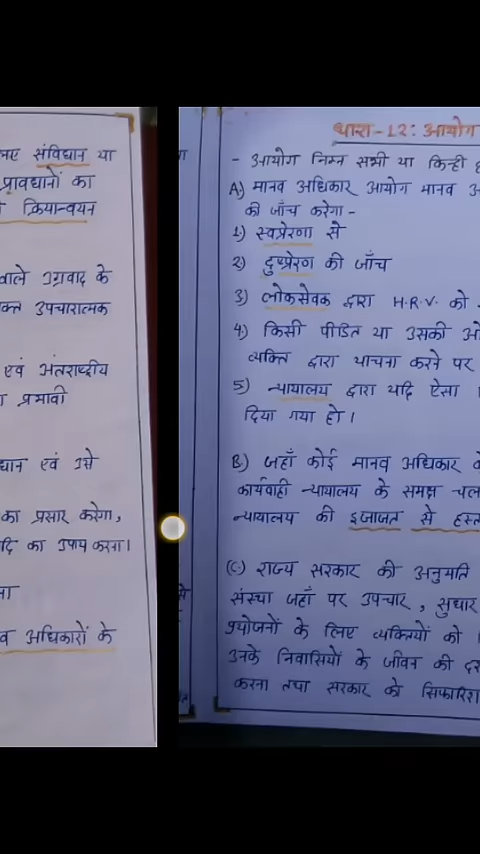 लए संविधान या
प्रावधानों का
क्रियान्वयन
वाले उग्रवाद के
उपचारात्मक
एवं अंतराष्ट्रीय
प्रभावी
एवं उसे
का प्रसार करेगा,
का उपाय करना।
अधिकारों के
धारा-12: आयोग
- आयोग निम्न सभी या किन्ही
A) मानव अधिकार आयोग मानव अ
की जाँच करेगा -
1) स्वप्रेरणा से
2) दुष्प्रेरण की जाँच
3) लोकसेवक द्वारा H.R.V. को
4) किसी पीडित या उसकी ओ
व्यक्ति द्वारा याचना करने पर
5) न्यायालय द्वारा यदि ऐसा
दिया गया हो।
B) जहाँ कोई मानव अधिकार के
कार्यवाही न्यायालय के समक्ष चल
न्यायालय की इजाजत से हस्त
(C) राज्य सरकार की अनुमति
संस्था जहाँ पर उपचार, सुधार
प्रयोजनों के लिए व्यक्तियों को
उनके निवासियों के जीवन की दश
करना तथा सरकार को सिफारिश